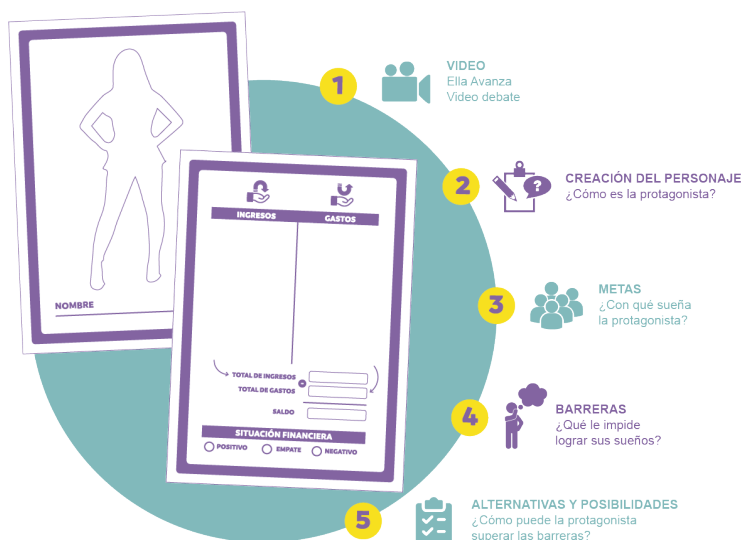 NOMBRE
INGRESOS
GASTOS
TOTAL DE INGRESOS
TOTAL DE GASTOS
SALDO
SITUACIÓN FINANCIERA
POSITIVO
EMPATE
NEGATIVO
1
VIDEO
Ella Avanza
Video debate
2
CREACIÓN DEL PERSONAJE
¿Cómo es la protagonista?
3
METAS
¿Con qué sueña
la protagonista?
4
BARRERAS
¿Qué le impide
lograr sus sueños?
5
ALTERNATIVAS Y POSIBILIDADES
¿Cómo puede la protagonista
superar las barreras?